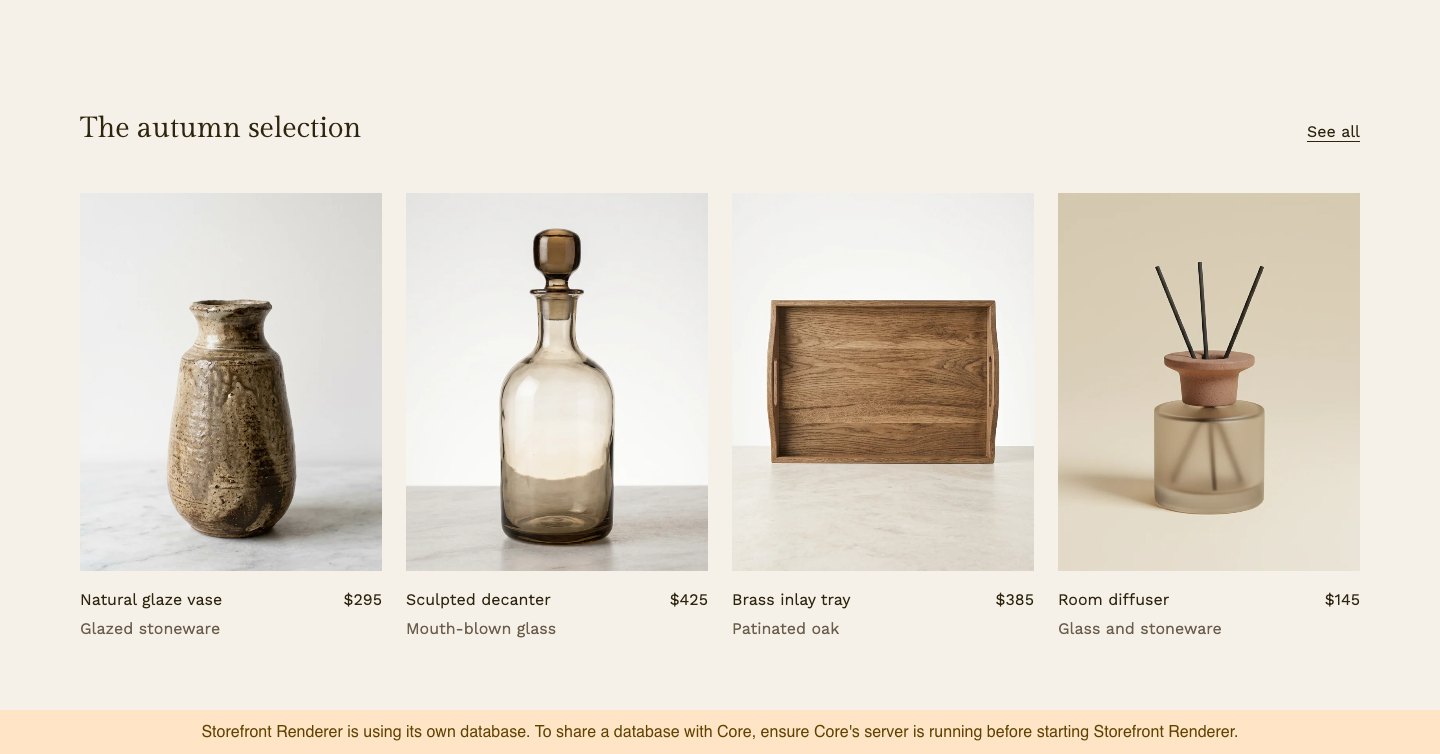 The autumn selection
See all
Natural glaze vase $295
Glazed stoneware
Sculpted decanter $425
Mouth-blown glass
Brass inlay tray $385
Patinated oak
Room diffuser $145
Glass and stoneware
Storefront Renderer is using its own database. To share a database with Core, ensure Core's server is running before starting Storefront Renderer.